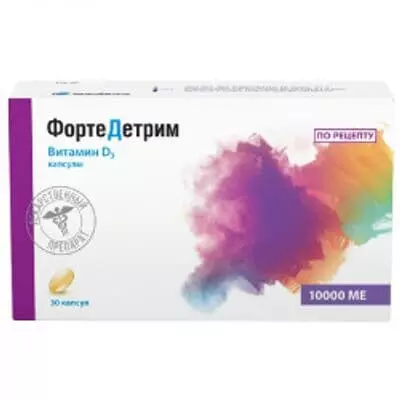 ФортеДетрим
ПО РЕЦЕПТУ
Витамин D₃
капсулы
ЛЕКАРСТВЕННЫЙ
ПРЕПАРАТ
30 капсул
10000 МЕ